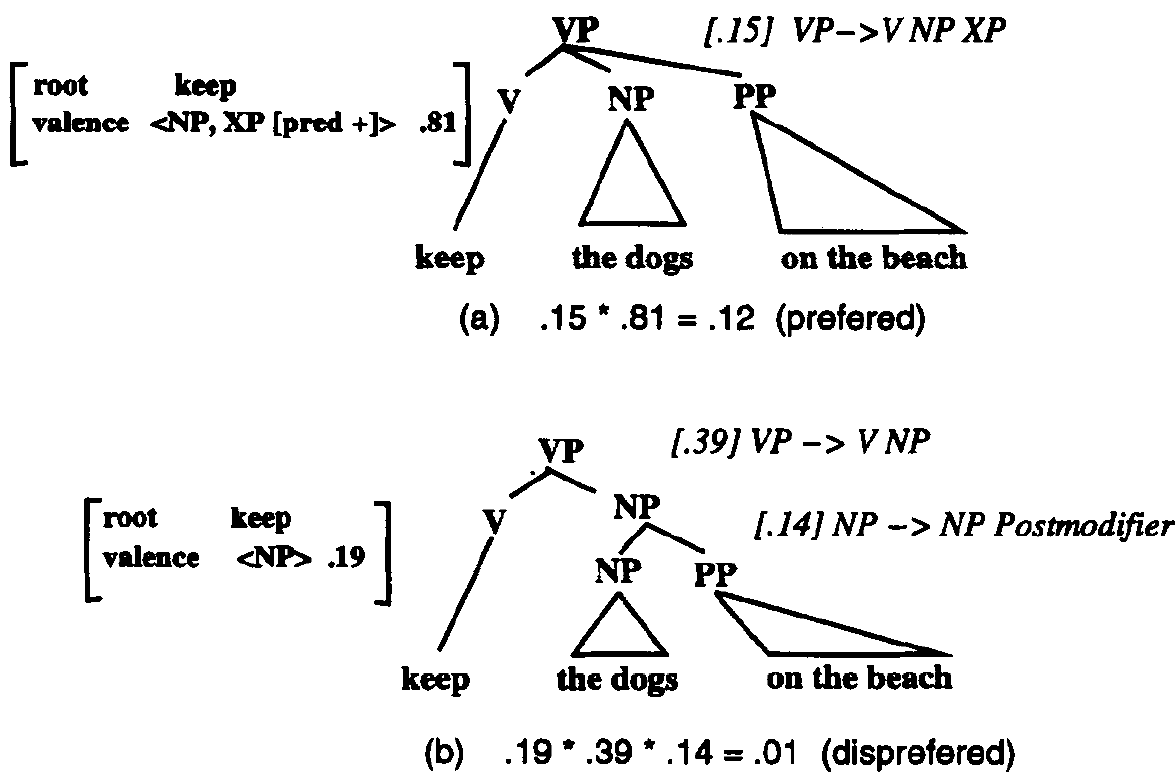 VP [.15] VP->V NP XP
root keep
valence <NP, XP [pred +]> .81
V NP PP
keep the dogs on the beach
(a) .15 * .81 = .12 (prefered)
VP [.39] VP -> V NP
root keep
valence <NP> .19
V NP
[.14] NP -> NP Postmodifier
NP PP
keep the dogs on the beach
(b) .19 * .39 * .14 = .01 (disprefered)